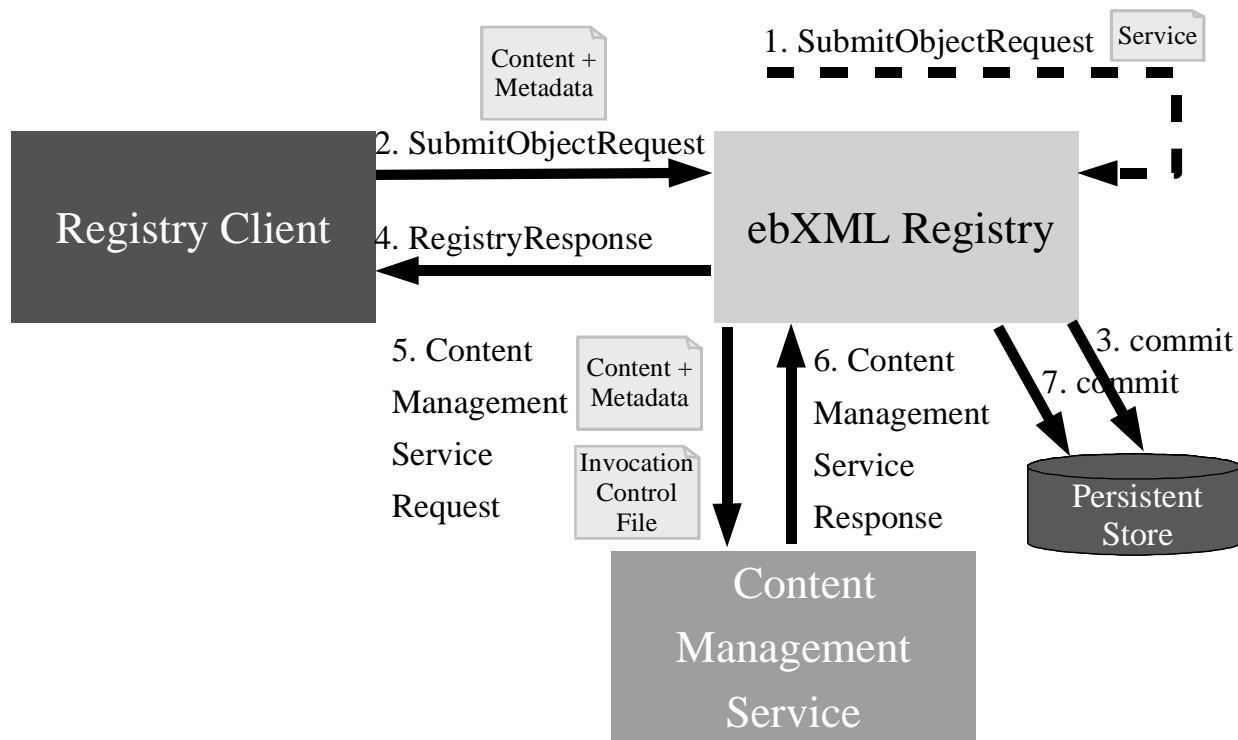 1. SubmitObjectRequest
Service
Content +
Metadata
2. SubmitObjectRequest
Registry Client
ebXML Registry
4. RegistryResponse
5. Content
Management
Service
Request
Content +
Metadata
Invocation
Control
File
6. Content
Management
Service
Response
3. commit
7. commit
Persistent
Store
Content
Management
Service